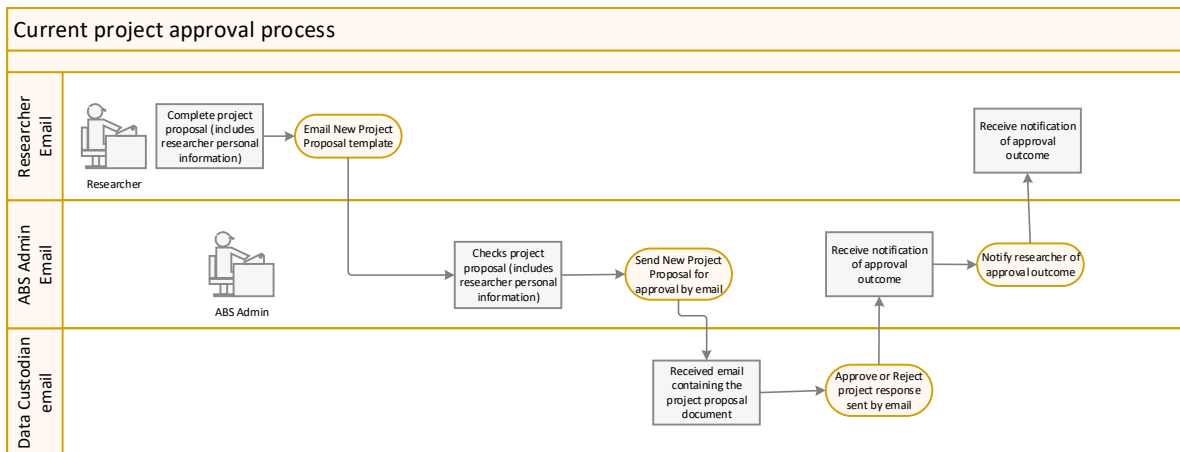 Current project approval process
Researcher
Email
Researcher
Complete project
proposal (includes
researcher personal
information)
Email New Project
Proposal template
Receive notification
of approval
outcome
ABS Admin
Email
ABS Admin
Checks project
proposal (includes
researcher personal
information)
Send New Project
Proposal for
approval by email
Receive notification
of approval
outcome
Notify researcher of
approval outcome
Data Custodian
email
Received email
containing the
project proposal
document
Approve or Reject
project response
sent by email